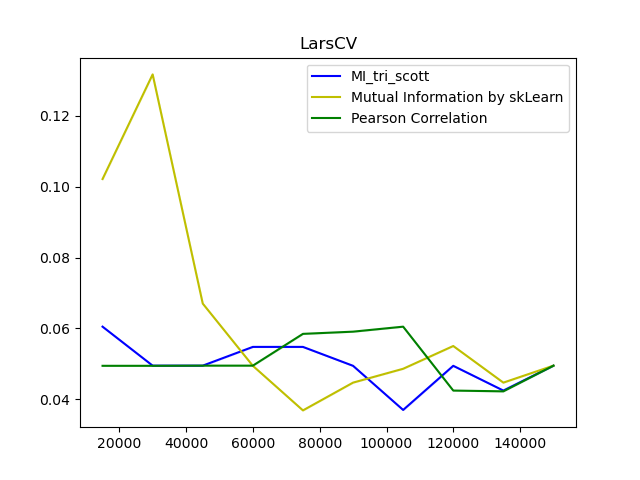 LarsCV
MI_tri_scott
Mutual Information by skLearn
Pearson Correlation
0.12
0.10
0.08
0.06
0.04
20000 40000 60000 80000 100000 120000 140000